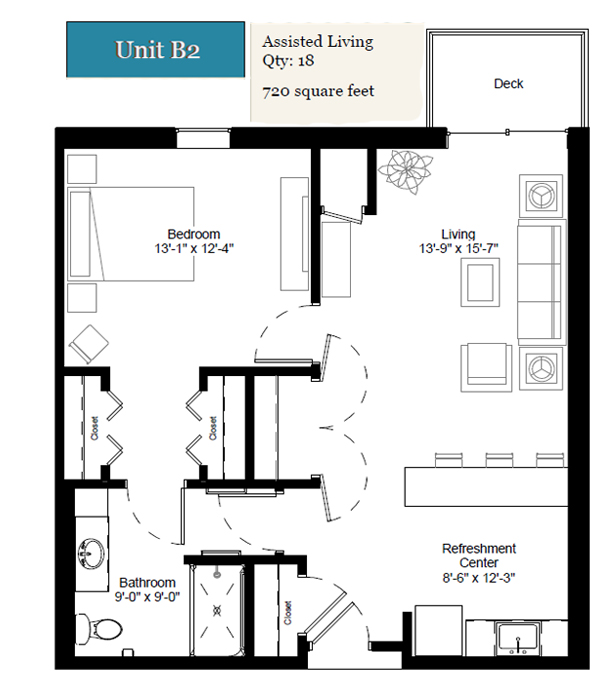 Unit B2
Assisted Living
Qty: 18
720 square feet
Deck
Bedroom
13'-1" x 12'-4"
Living
13'-9" x 15'-7"
Closet
Closet
Refreshment
Center
8'-6" x 12'-3"
Bathroom
9'-0" x 9'-0"
Closet